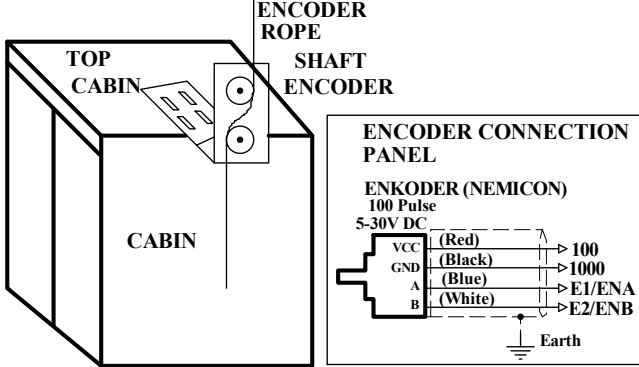 ENCODER
ROPE
TOP
CABIN
SHAFT
ENCODER
CABIN
ENCODER CONNECTION
PANEL
ENKODER (NEMICON)
100 Pulse
5-30V DC
VCC (Red) 100
GND (Black) 1000
A (Blue) E1/ENA
B (White) E2/ENB
Earth